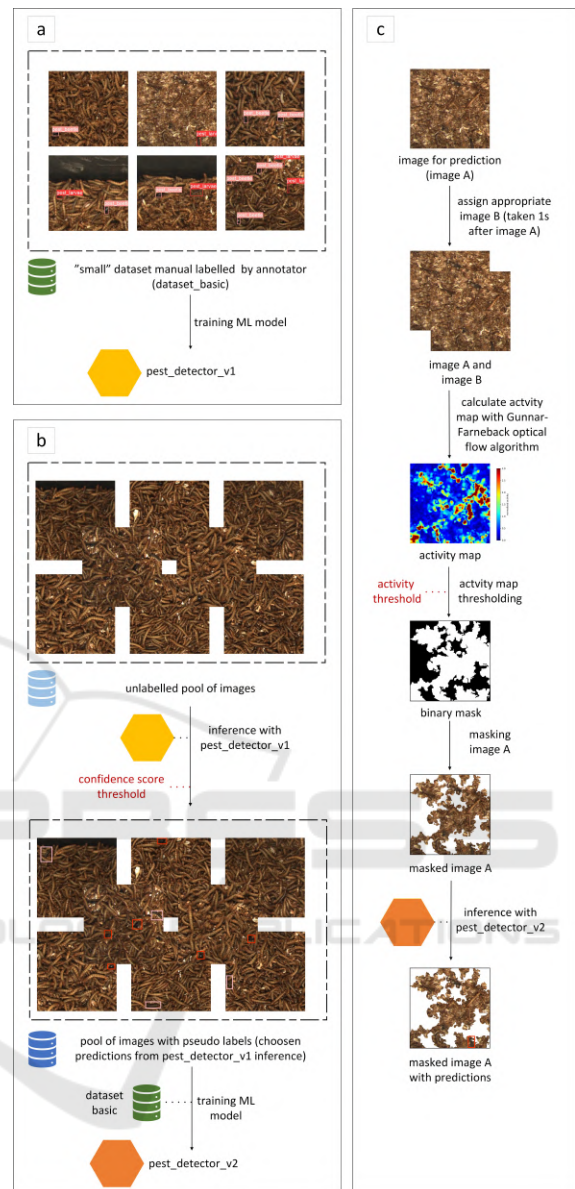 a
pest_beetle
pest_larvae
"small" dataset manual labelled by annotator
(dataset_basic)
training ML model
pest_detector_v1
b
unlabelled pool of images
inference with
pest_detector_v1
confidence score
threshold
pool of images with pseudo labels (choosen
predictions from pest_detector_v1 inference)
dataset
basic
training ML
model
pest_detector_v2
c
image for prediction
(image A)
assign appropriate
image B (taken 1s
after image A)
image A and
image B
calculate actvity
map with Gunnar-
Farneback optical
flow algorithm
activity map
activity
threshold
actvity map
thresholding
binary mask
masking
image A
masked image A
inference with
pest_detector_v2
masked image A
with predictions